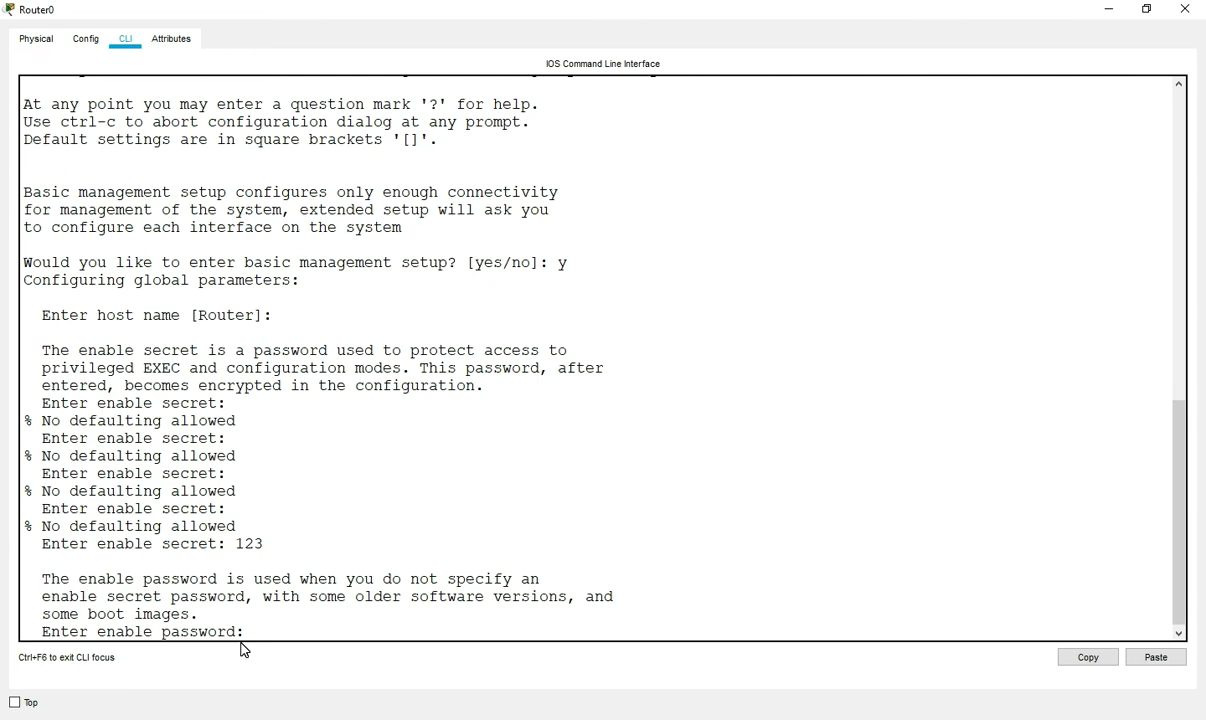 Router0
Physical Config CLI Attributes
IOS Command Line Interface
At any point you may enter a question mark '?' for help.
Use ctrl-c to abort configuration dialog at any prompt.
Default settings are in square brackets '[]'.
Basic management setup configures only enough connectivity
for management of the system, extended setup will ask you
to configure each interface on the system
Would you like to enter basic management setup? [yes/no]: y
Configuring global parameters:
Enter host name [Router]:
The enable secret is a password used to protect access to
privileged EXEC and configuration modes. This password, after
entered, becomes encrypted in the configuration.
Enter enable secret:
% No defaulting allowed
Enter enable secret:
% No defaulting allowed
Enter enable secret:
% No defaulting allowed
Enter enable secret:
% No defaulting allowed
Enter enable secret: 123
The enable password is used when you do not specify an
enable secret password, with some older software versions, and
some boot images.
Enter enable password:
Ctrl+F6 to exit CLI focus
Copy Paste
Top